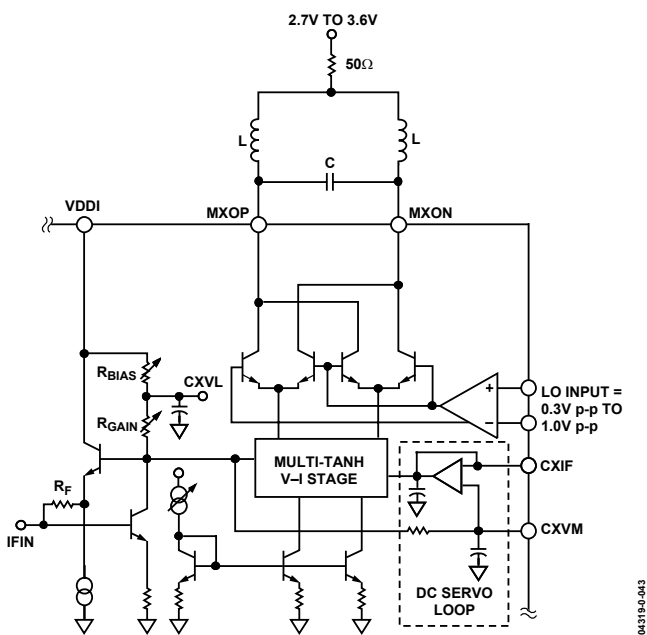 2.7V TO 3.6V
50Ω
L
L
C
VDDI
MXOP
MXON
RBIAS
CXVL
RGAIN
+
−
LO INPUT =
0.3V p-p TO
1.0V p-p
MULTI-TANH
V–I STAGE
CXIF
RF
IFIN
CXVM
DC SERVO
LOOP
04319-0-043